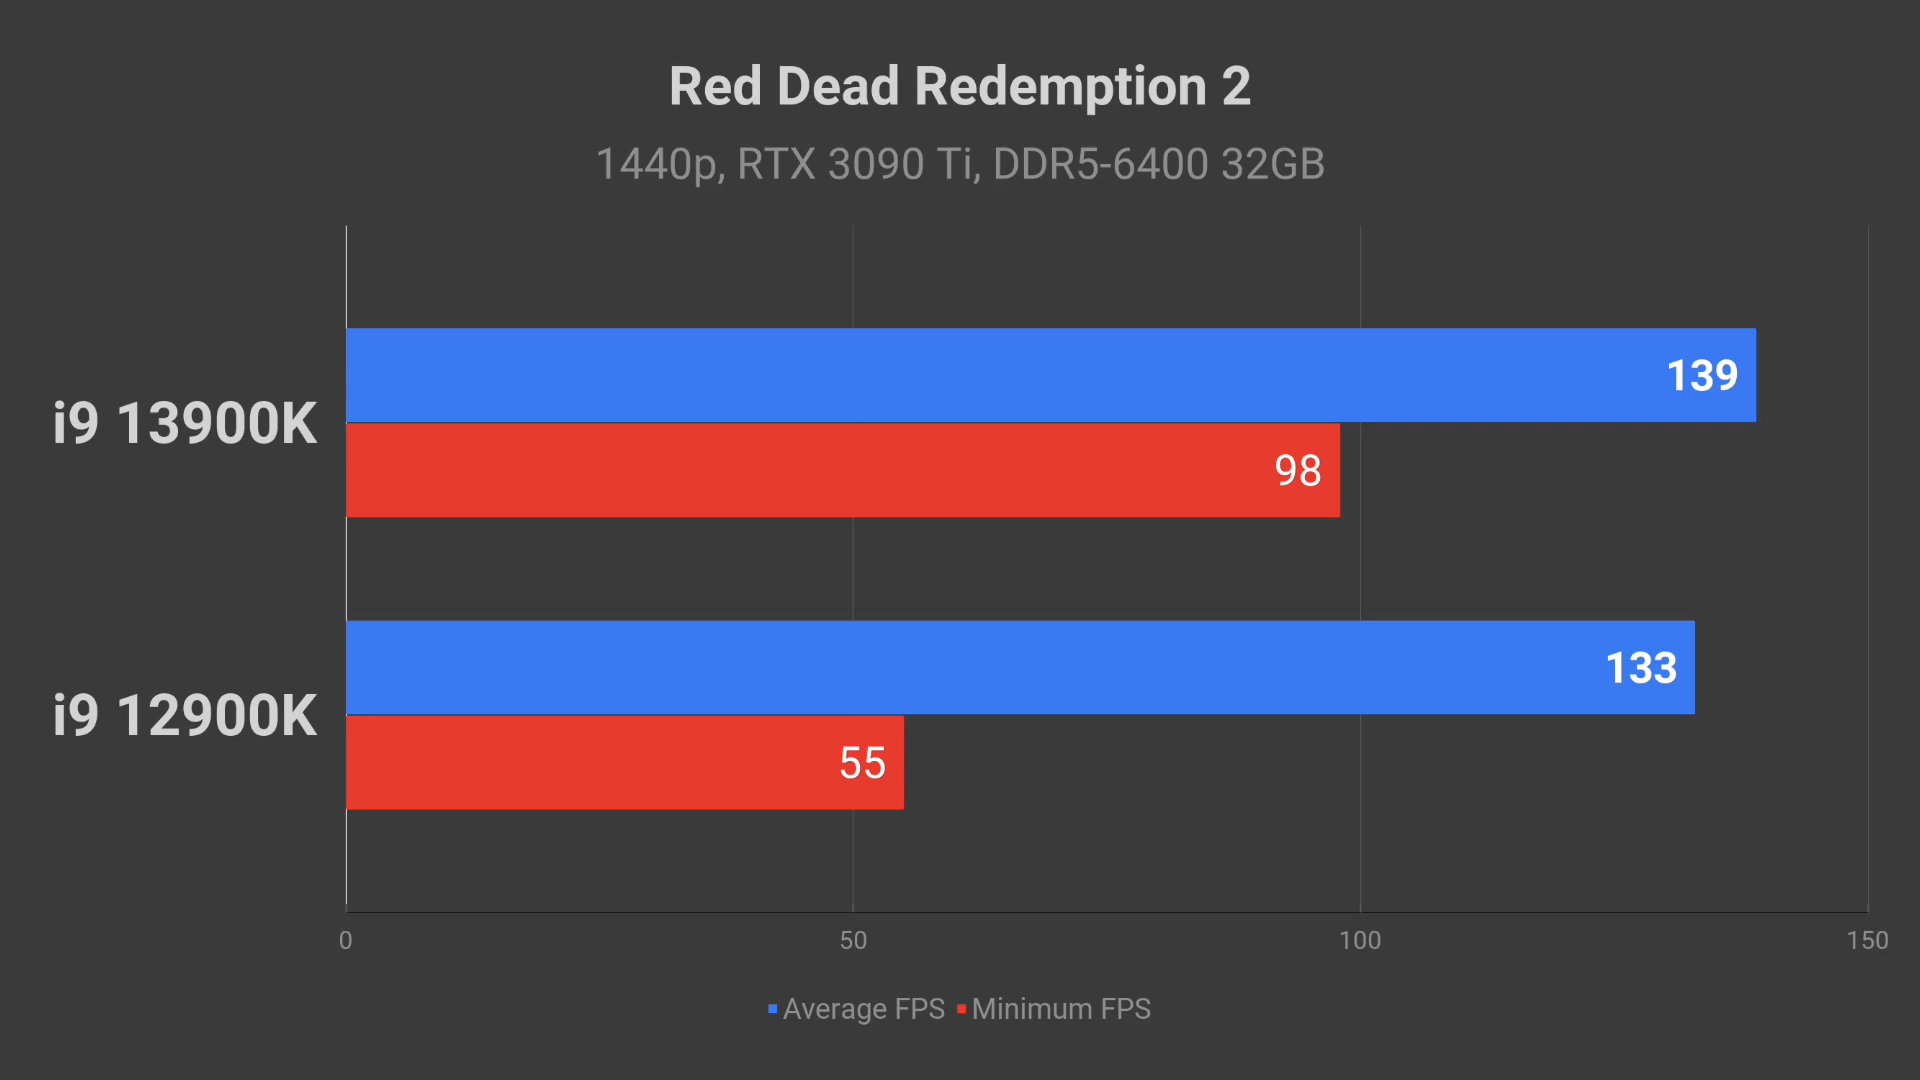 Red Dead Redemption 2
1440p, RTX 3090 Ti, DDR5-6400 32GB
i9 13900K
139
98
i9 12900K
133
55
0 50 100 150
Average FPS Minimum FPS